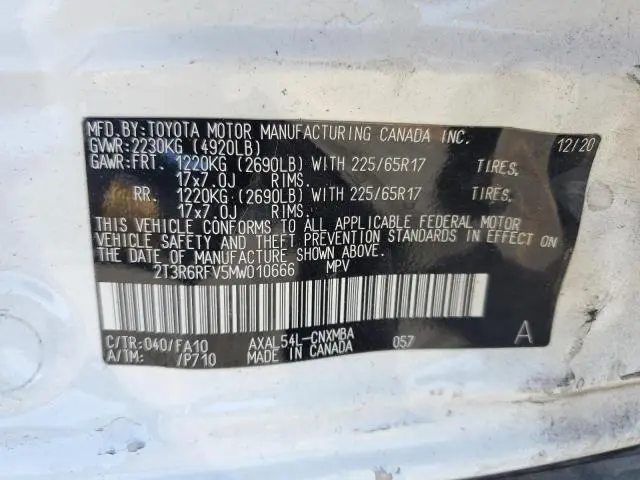 MFD.BY:TOYOTA MOTOR MANUFACTURING CANADA INC.
GVWR:2230KG (4920LB) 12/20
GAWR:FRT. 1220KG (2690LB) WITH 225/65R17 TIRES,
17x7.0J RIMS.
RR. 1220KG (2690LB) WITH 225/65R17 TIRES,
17x7.0J RIMS.
THIS VEHICLE CONFORMS TO ALL APPLICABLE FEDERAL MOTOR
VEHICLE SAFETY AND THEFT PREVENTION STANDARDS IN EFFECT ON
THE DATE OF MANUFACTURE SHOWN ABOVE.
2T3R6RFV5MW010666 MPV
C/TR:040/FA10 AXAL54L-CNXMBA 057 A
A/TM: /P710 MADE IN CANADA